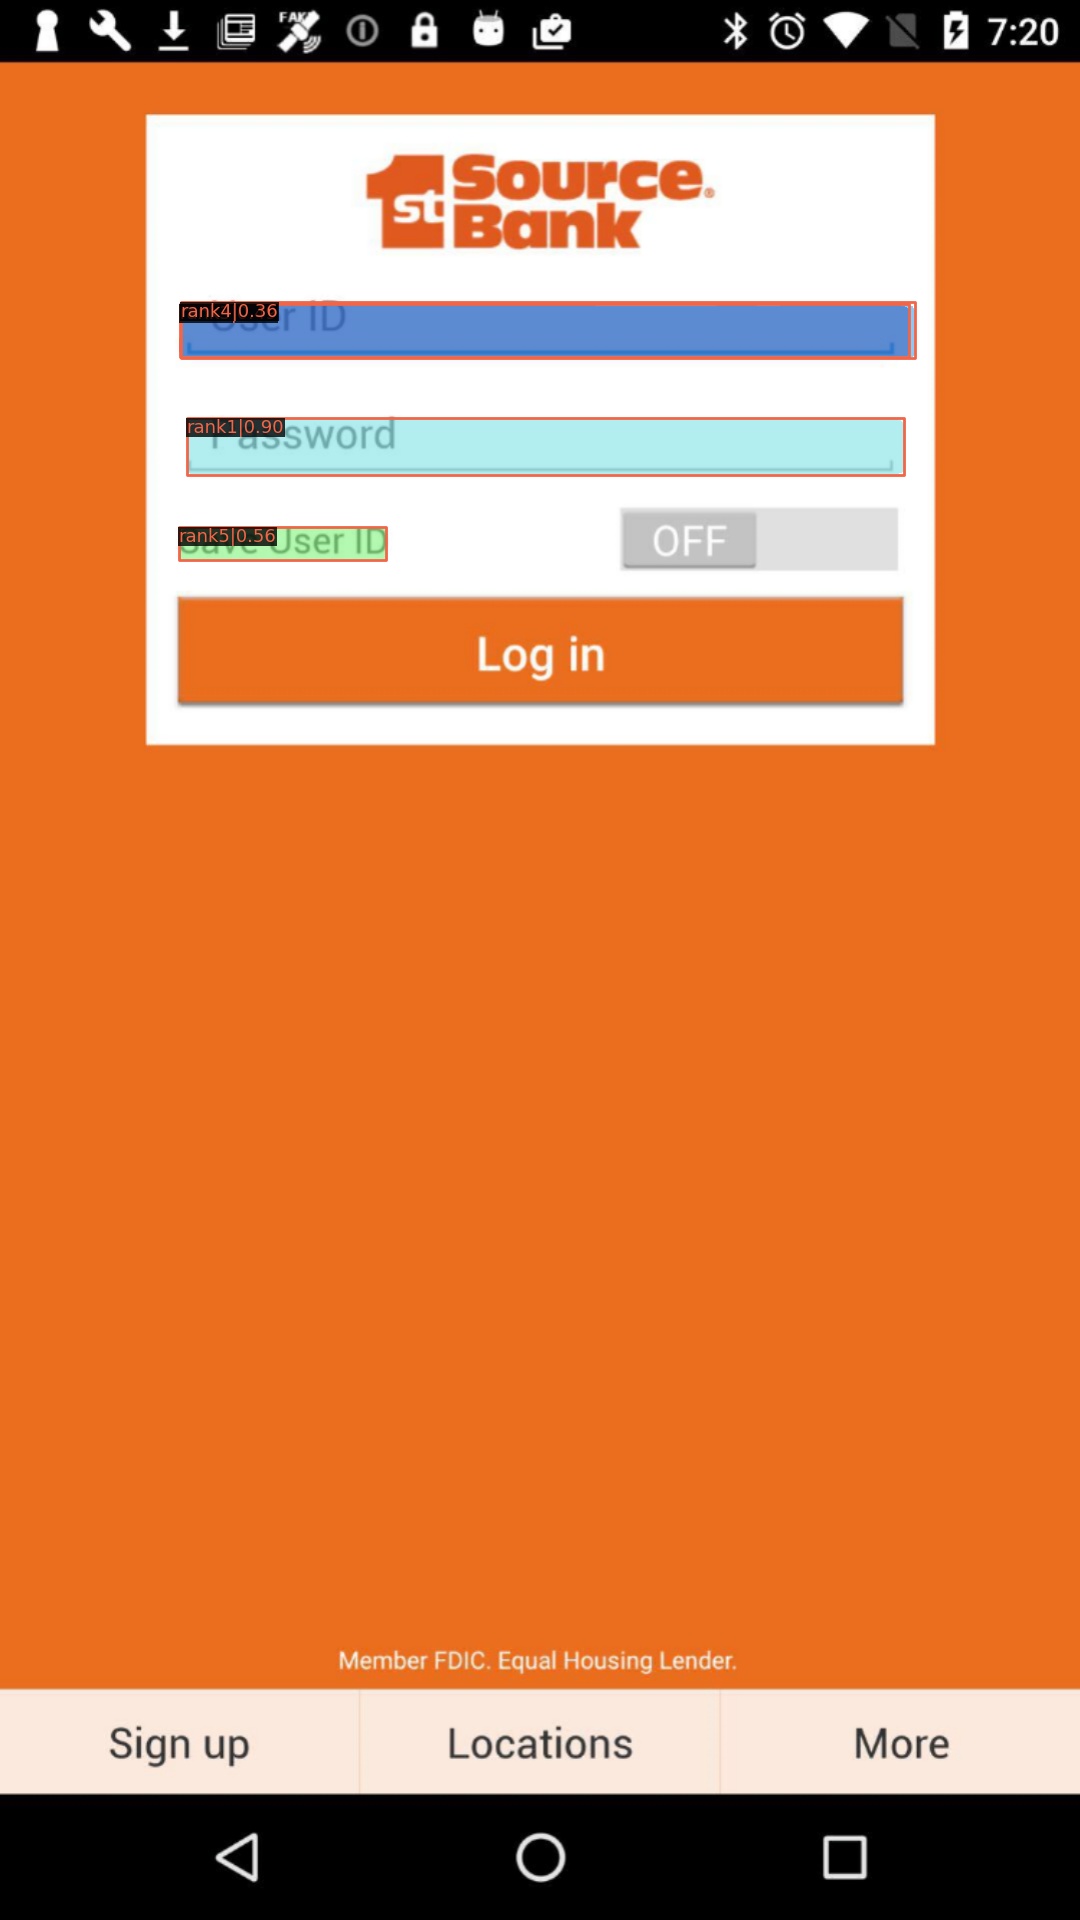 FAKE
7:20
1st Source Bank®
rank4|0.36
User ID
rank1|0.90
Password
rank5|0.56
Save User ID
OFF
Log in
Member FDIC. Equal Housing Lender.
Sign up
Locations
More